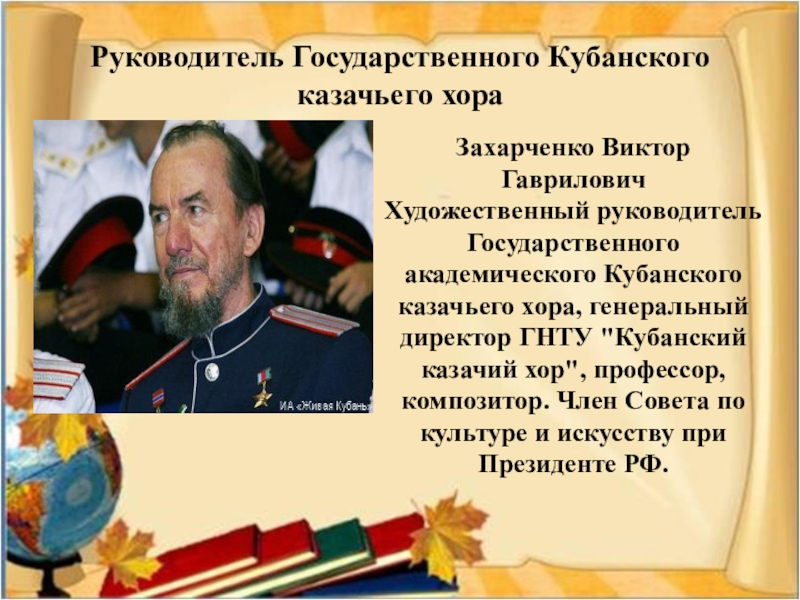 Руководитель Государственного Кубанского
казачьего хора
Захарченко Виктор
Гаврилович
Художественный руководитель
Государственного
академического Кубанского
казачьего хора, генеральный
директор ГНТУ "Кубанский
казачий хор", профессор,
композитор. Член Совета по
культуре и искусству при
Президенте РФ.
ИА «Живая Кубань»